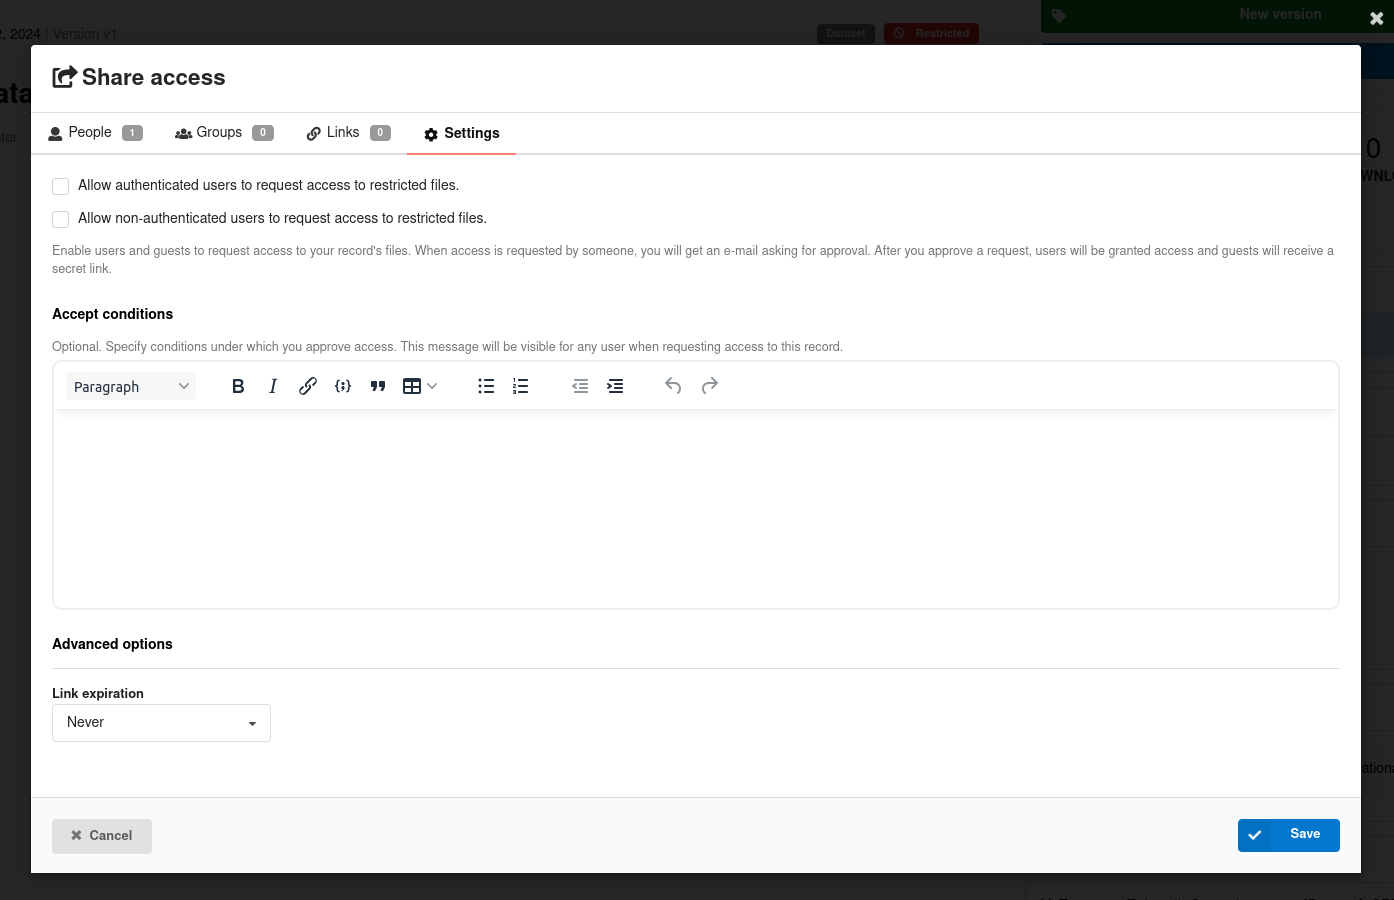 2, 2024 | Version v1
Dataset
Restricted
New version
Share access
People 1
Groups 0
Links 0
Settings
0
Allow authenticated users to request access to restricted files.
Allow non-authenticated users to request access to restricted files.
Enable users and guests to request access to your record's files. When access is requested by someone, you will get an e-mail asking for approval. After you approve a request, users will be granted access and guests will receive a
secret link.
Accept conditions
Optional. Specify conditions under which you approve access. This message will be visible for any user when requesting access to this record.
Paragraph
Advanced options
Link expiration
Never
Cancel
Save